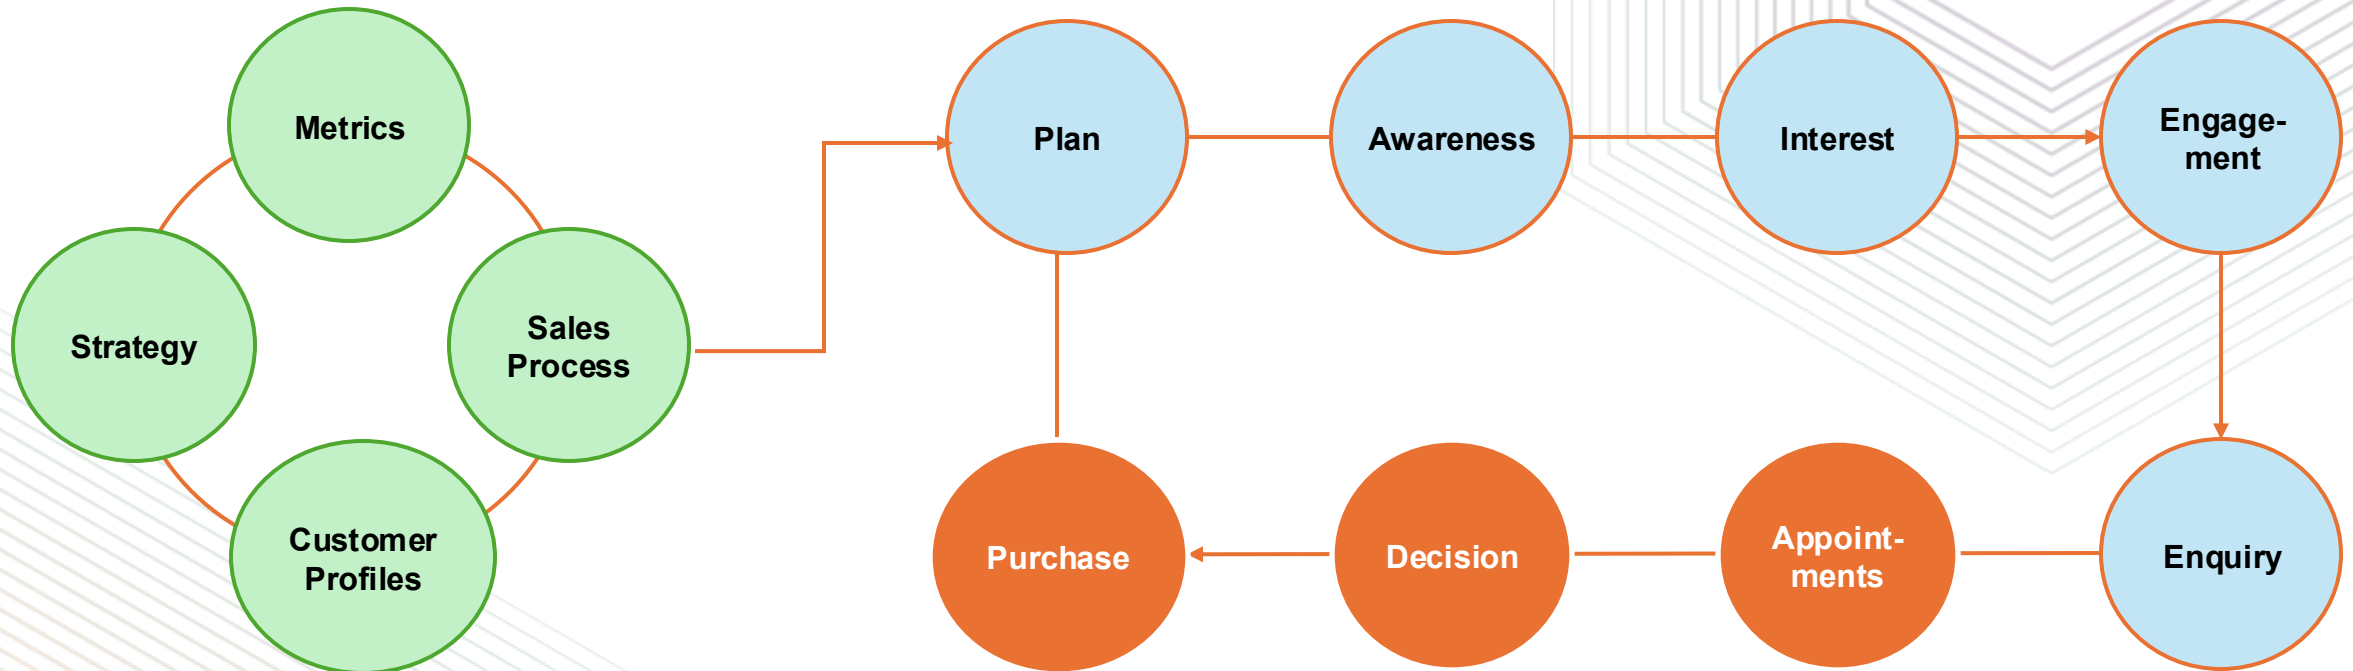 Metrics
Strategy
Sales
Process
Customer
Profiles
Plan
Awareness
Interest
Engage-
ment
Purchase
Decision
Appoint-
ments
Enquiry